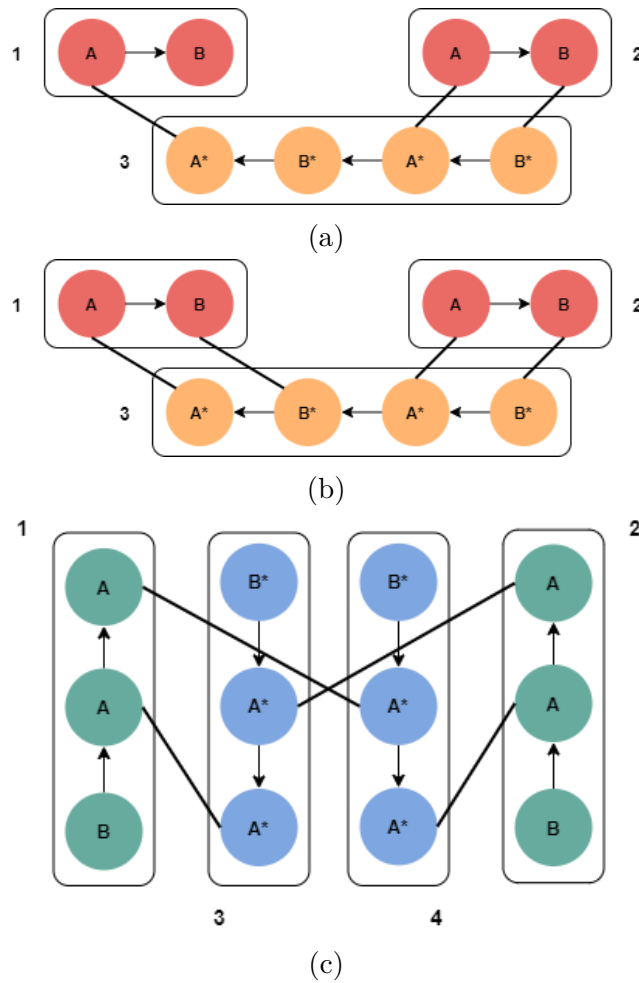 1 A B A B 2
3 A* B* A* B*
(a)
1 A B A B 2
3 A* B* A* B*
(b)
1 2
A B* B* A
A A* A* A
B A* A* B
3 4
(c)